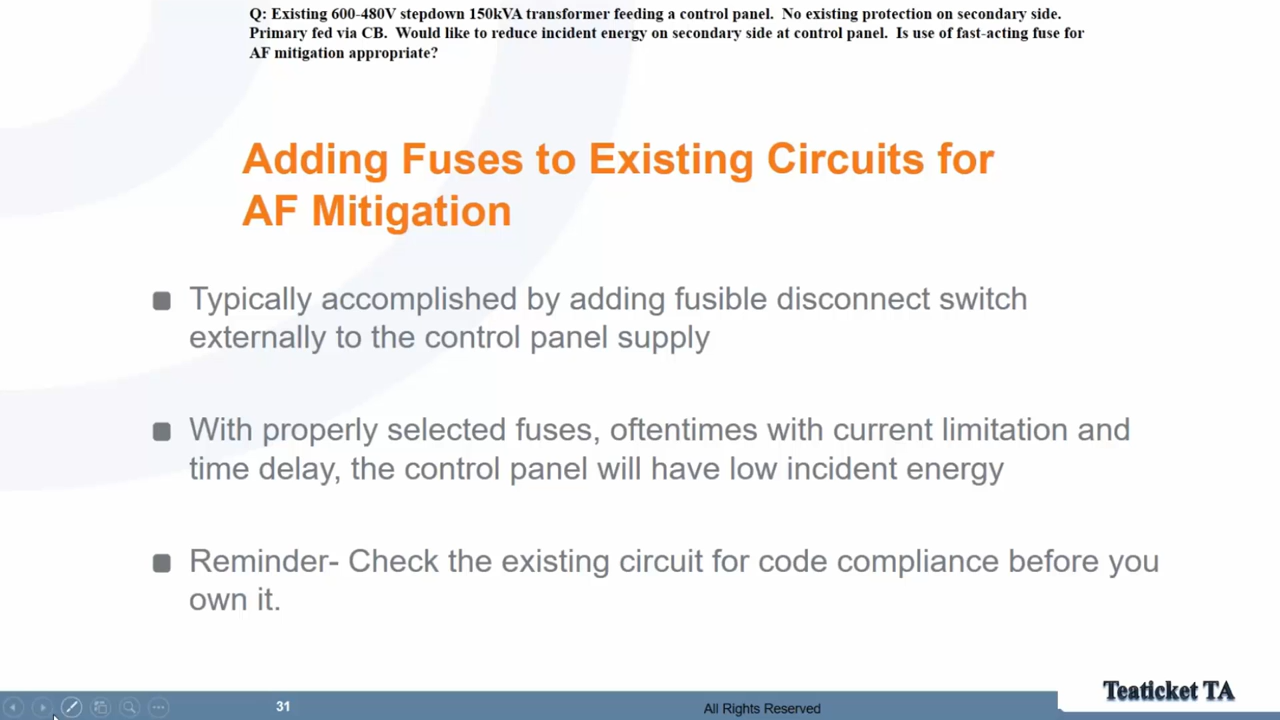 Q: Existing 600-480V stepdown 150kVA transformer feeding a control panel. No existing protection on secondary side.
Primary fed via CB. Would like to reduce incident energy on secondary side at control panel. Is use of fast-acting fuse for
AF mitigation appropriate?
Adding Fuses to Existing Circuits for
AF Mitigation
Typically accomplished by adding fusible disconnect switch
externally to the control panel supply
With properly selected fuses, oftentimes with current limitation and
time delay, the control panel will have low incident energy
Reminder- Check the existing circuit for code compliance before you
own it.
Teaticket TA
31
All Rights Reserved